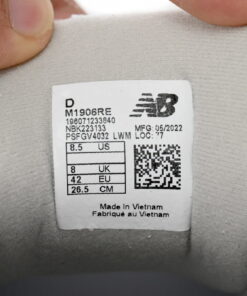 D
M1906RE
196071233640
NBK223133 MFG:05/2022
PSFGV4032 LWM LOC: 77
8.5 US
8 UK
42 EU
26.5 CM
Made in Vietnam
Fabriqué au Vietnam